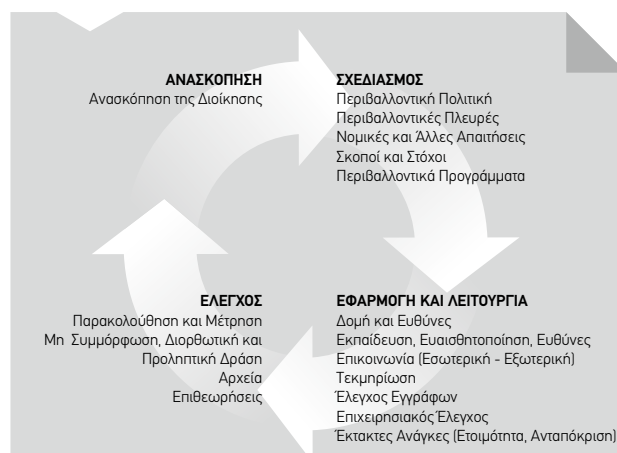 ΑΝΑΣΚΟΠΗΣΗ
Ανασκόπηση της Διοίκησης
ΣΧΕΔΙΑΣΜΟΣ
Περιβαλλοντική Πολιτική
Περιβαλλοντικές Πλευρές
Νομικές και Άλλες Απαιτήσεις
Σκοποί και Στόχοι
Περιβαλλοντικά Προγράμματα
ΕΛΕΓΧΟΣ
Παρακολούθηση και Μέτρηση
Μη Συμμόρφωση, Διορθωτική και
Προληπτική Δράση
Αρχεία
Επιθεωρήσεις
ΕΦΑΡΜΟΓΗ ΚΑΙ ΛΕΙΤΟΥΡΓΙΑ
Δομή και Ευθύνες
Εκπαίδευση, Ευαισθητοποίηση, Ευθύνες
Επικοινωνία (Εσωτερική - Εξωτερική)
Τεκμηρίωση
Έλεγχος Εγγράφων
Επιχειρησιακός Έλεγχος
Έκτακτες Ανάγκες (Ετοιμότητα, Ανταπόκριση)